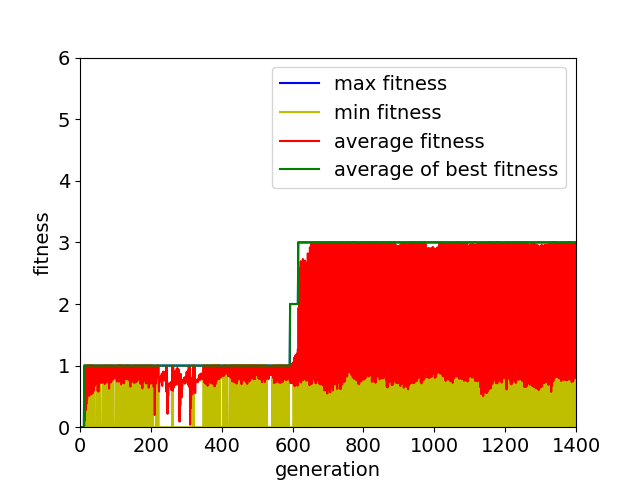 6
5
4
3
2
1
0
fitness
max fitness
min fitness
average fitness
average of best fitness
0 200 400 600 800 1000 1200 1400
generation